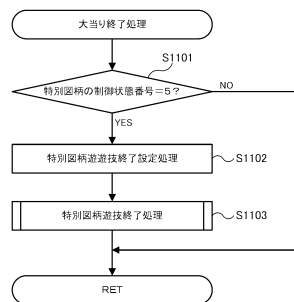 大当り終了処理
S1101
特別図柄の制御状態番号=5?
NO
YES
特別図柄遊遊技終了設定処理
S1102
特別図柄遊技終了処理
S1103
RET